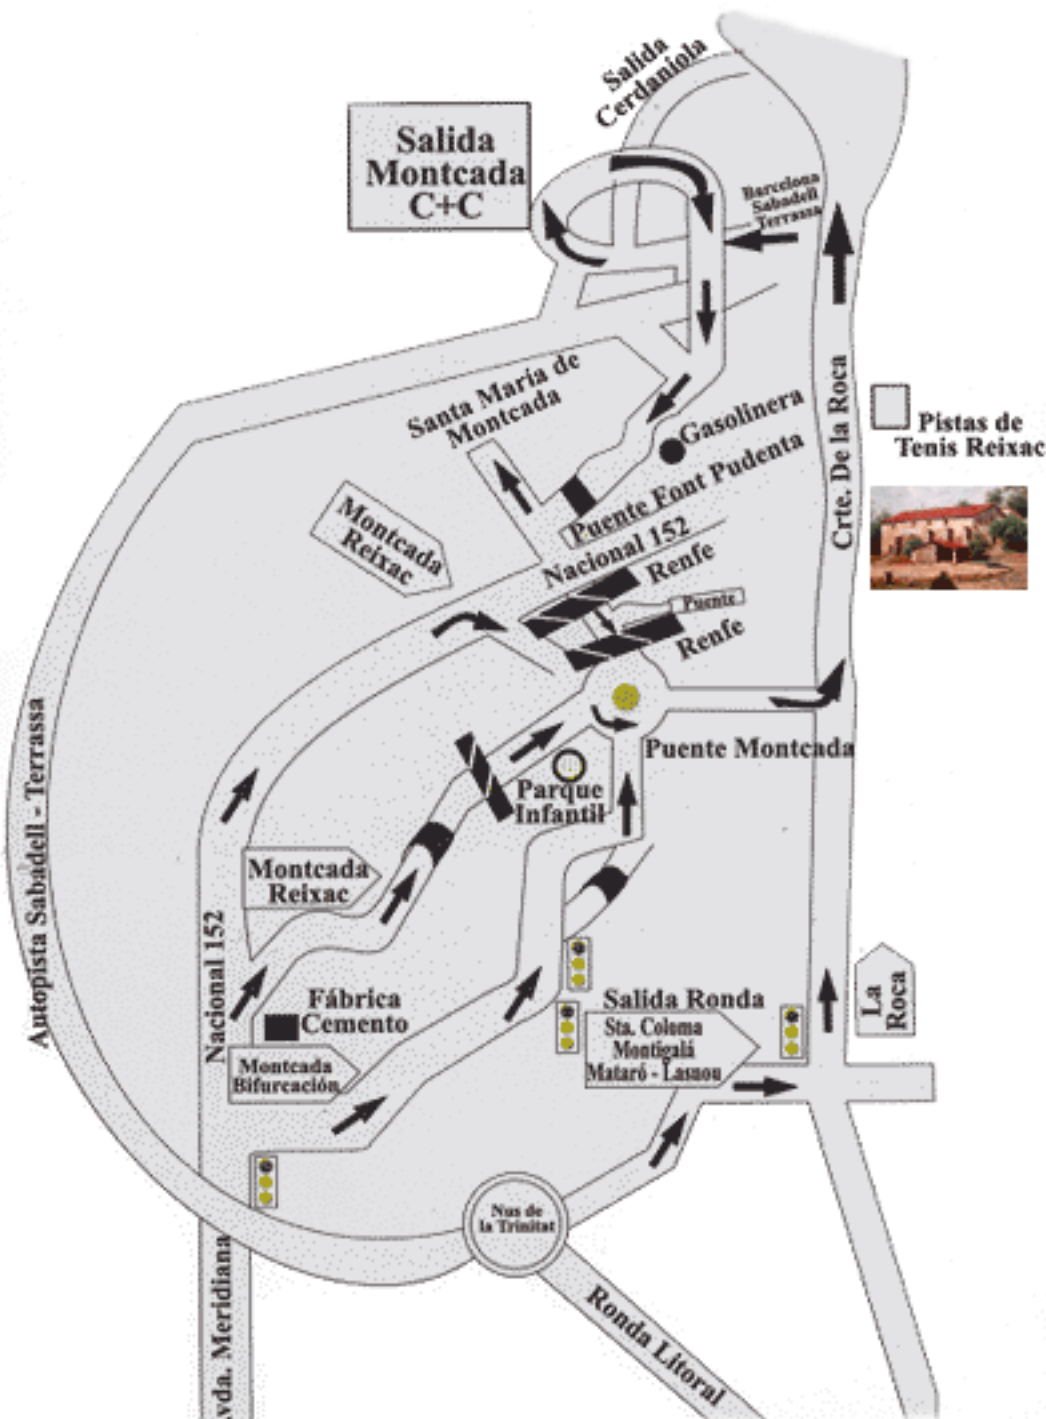 Salida
Cerdaniola
Salida
Montcada
C+C
Barcelona
Sabadell
Terrassa
Santa María de
Montcada
Gasolinera
Puente Font Pudenta
Crte. De la Roca
Pistas de
Tenis Reixac
Montcada
Reixac
Nacional 152
Renfe
Puente
Renfe
Autopista Sabadell - Terrassa
Puente Montcada
Parque
Infantil
Montcada
Reixac
Nacional 152
Fábrica
Cemento
Montcada
Bifurcación
Salida Ronda
Sta. Coloma
Montigalá
Mataró - Lasuou
La
Roca
Nus de
la Trinitat
Avda. Meridiana
Ronda Litoral